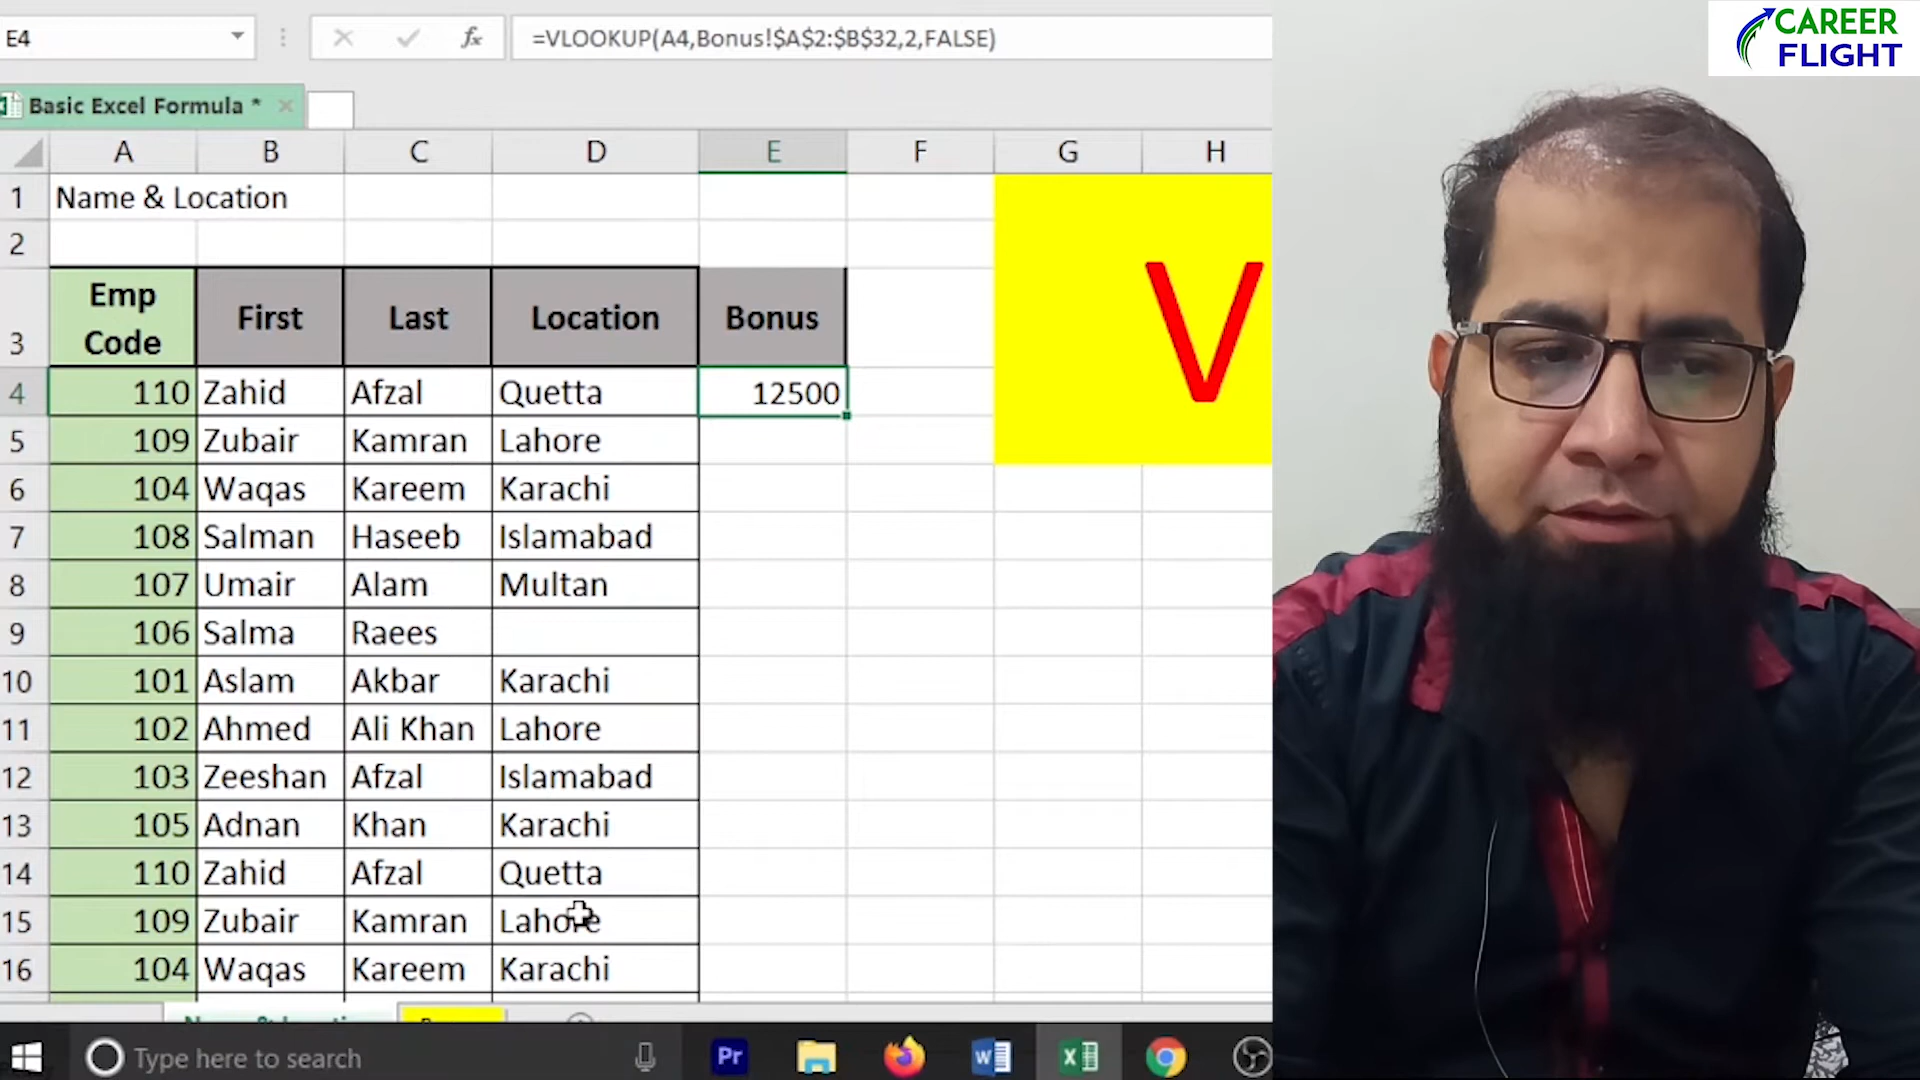 E4
fx
=VLOOKUP(A4,Bonus!$A$2:$B$32,2,FALSE)
CAREER
FLIGHT
Basic Excel Formula *
A B C D E F G H
1 Name & Location
2
3 Emp Code First Last Location Bonus
V
4 110 Zahid Afzal Quetta 12500
5 109 Zubair Kamran Lahore
6 104 Waqas Kareem Karachi
7 108 Salman Haseeb Islamabad
8 107 Umair Alam Multan
9 106 Salma Raees
10 101 Aslam Akbar Karachi
11 102 Ahmed Ali Khan Lahore
12 103 Zeeshan Afzal Islamabad
13 105 Adnan Khan Karachi
14 110 Zahid Afzal Quetta
15 109 Zubair Kamran Lahore
16 104 Waqas Kareem Karachi
Type here to search
Pr